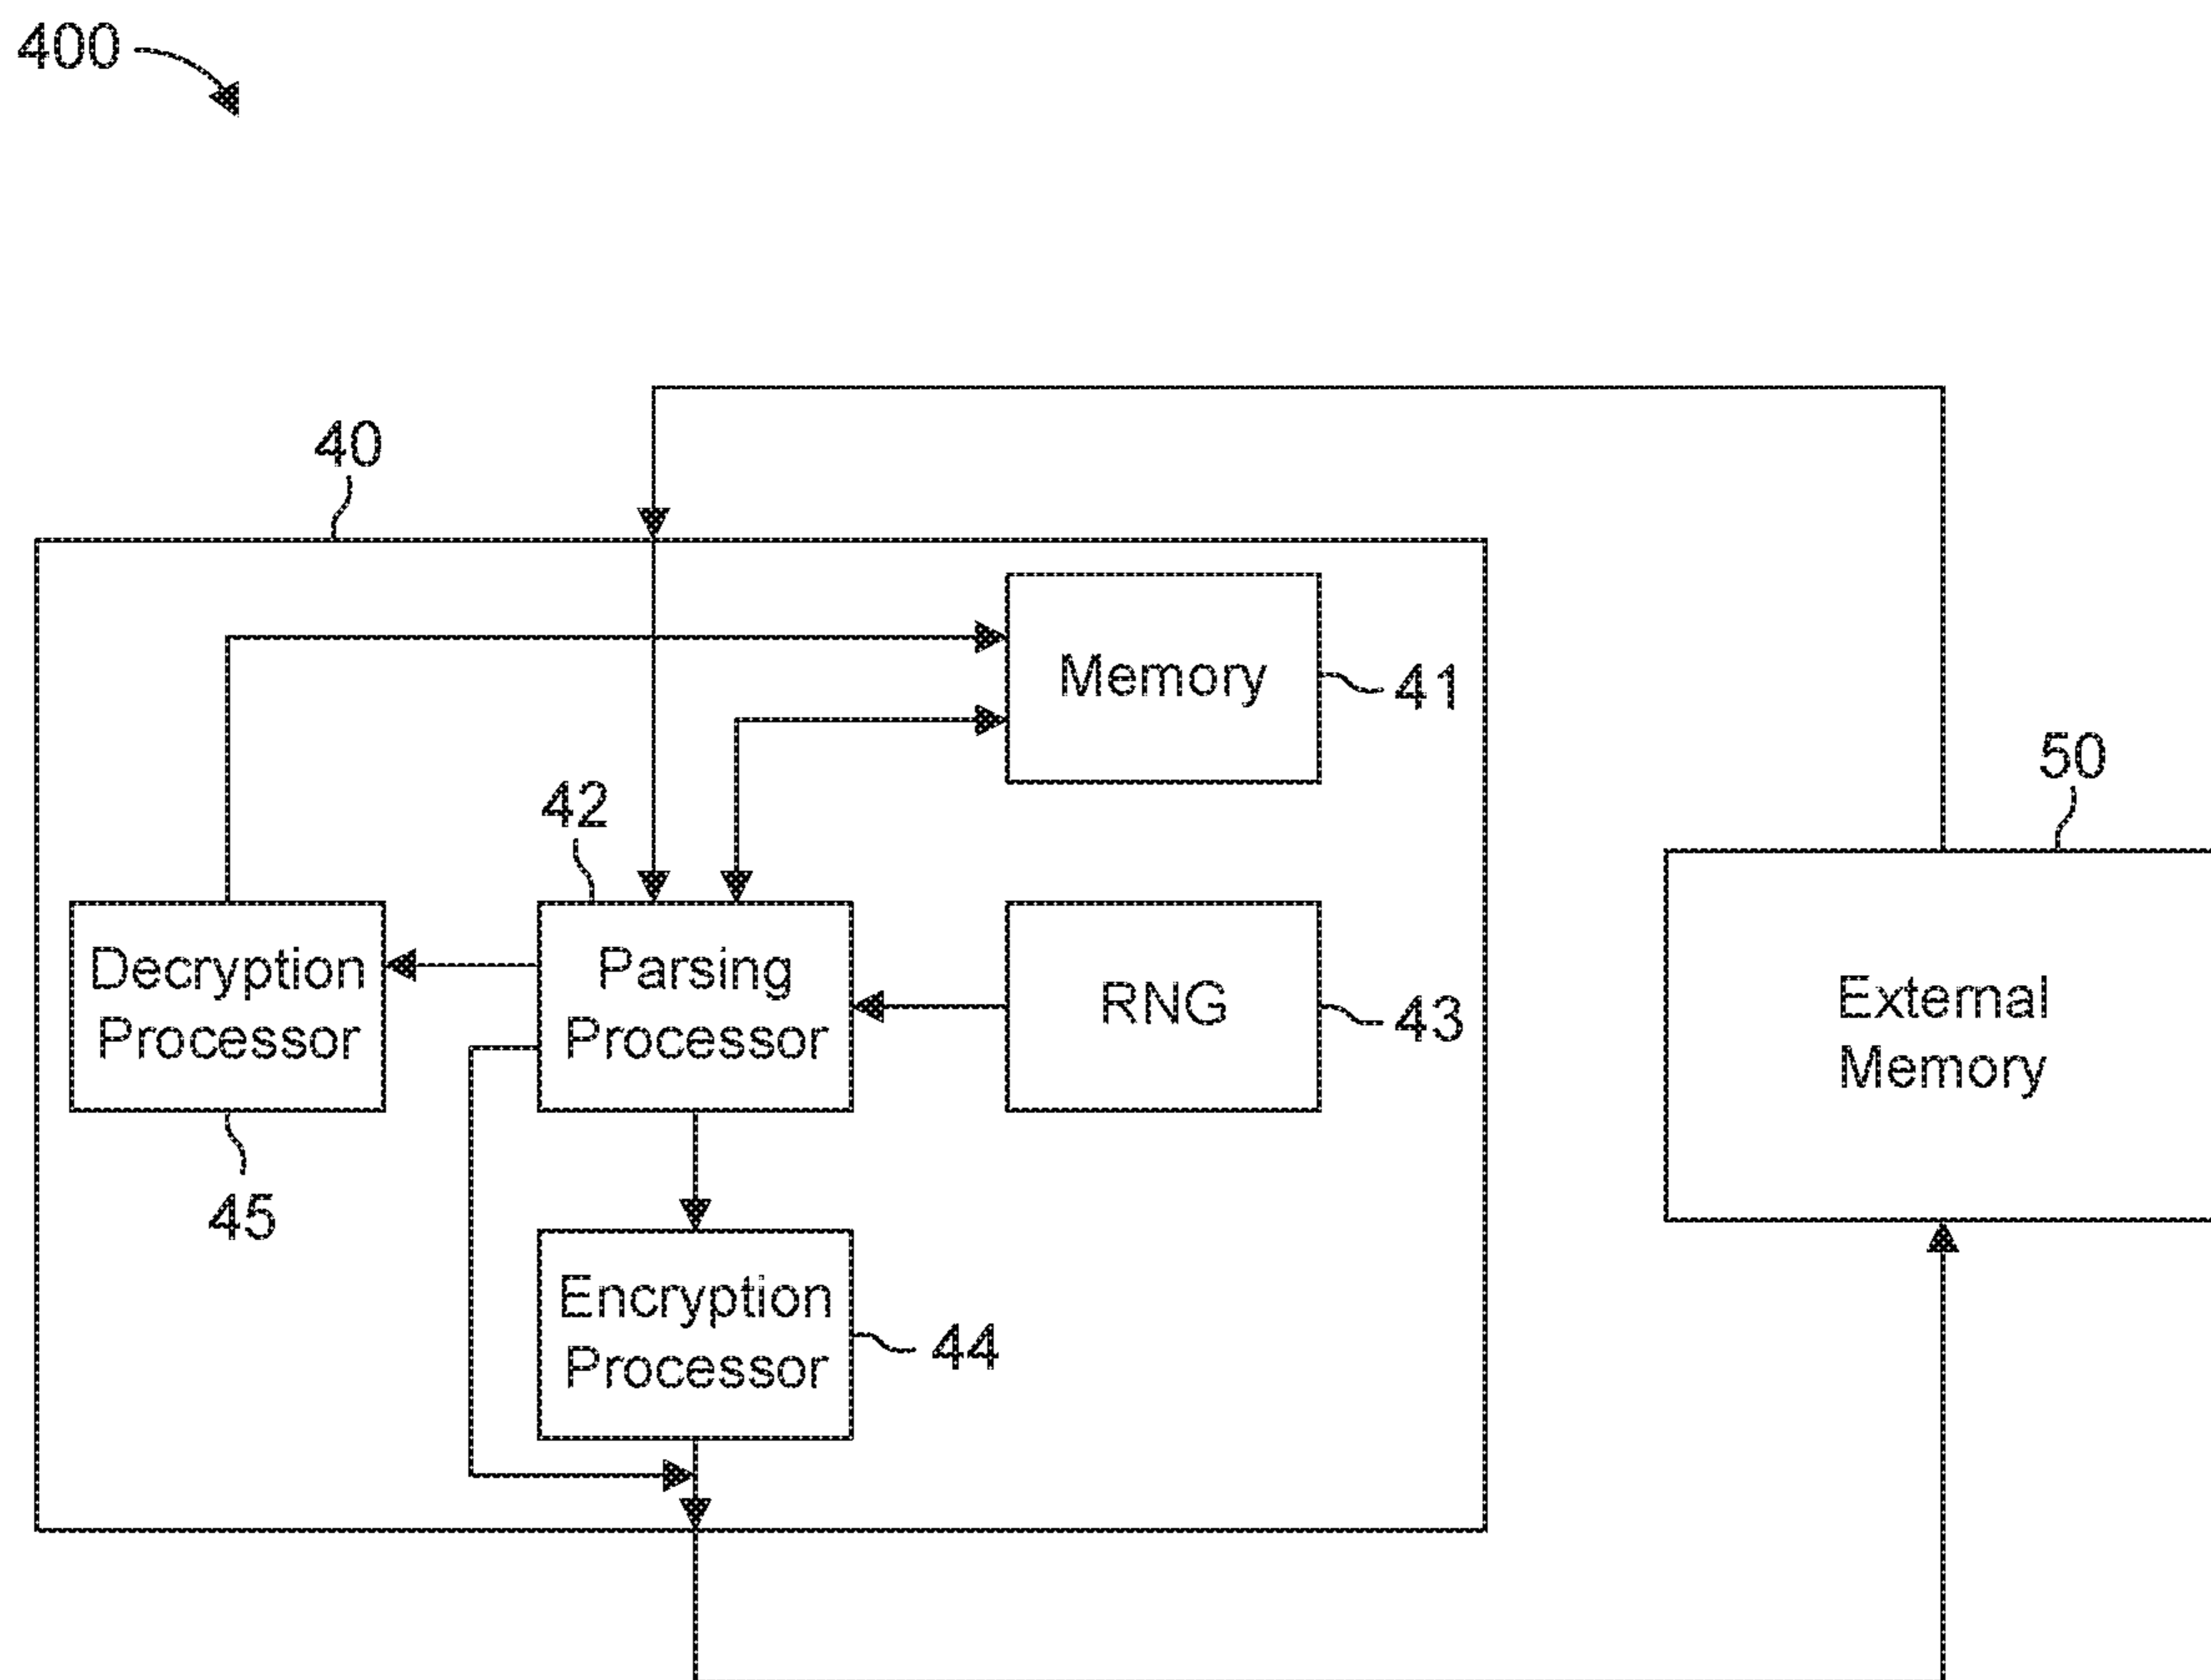 400
40
Memory
41
50
42
Decryption
Processor
Parsing
Processor
RNG
43
External
Memory
45
Encryption
Processor
44